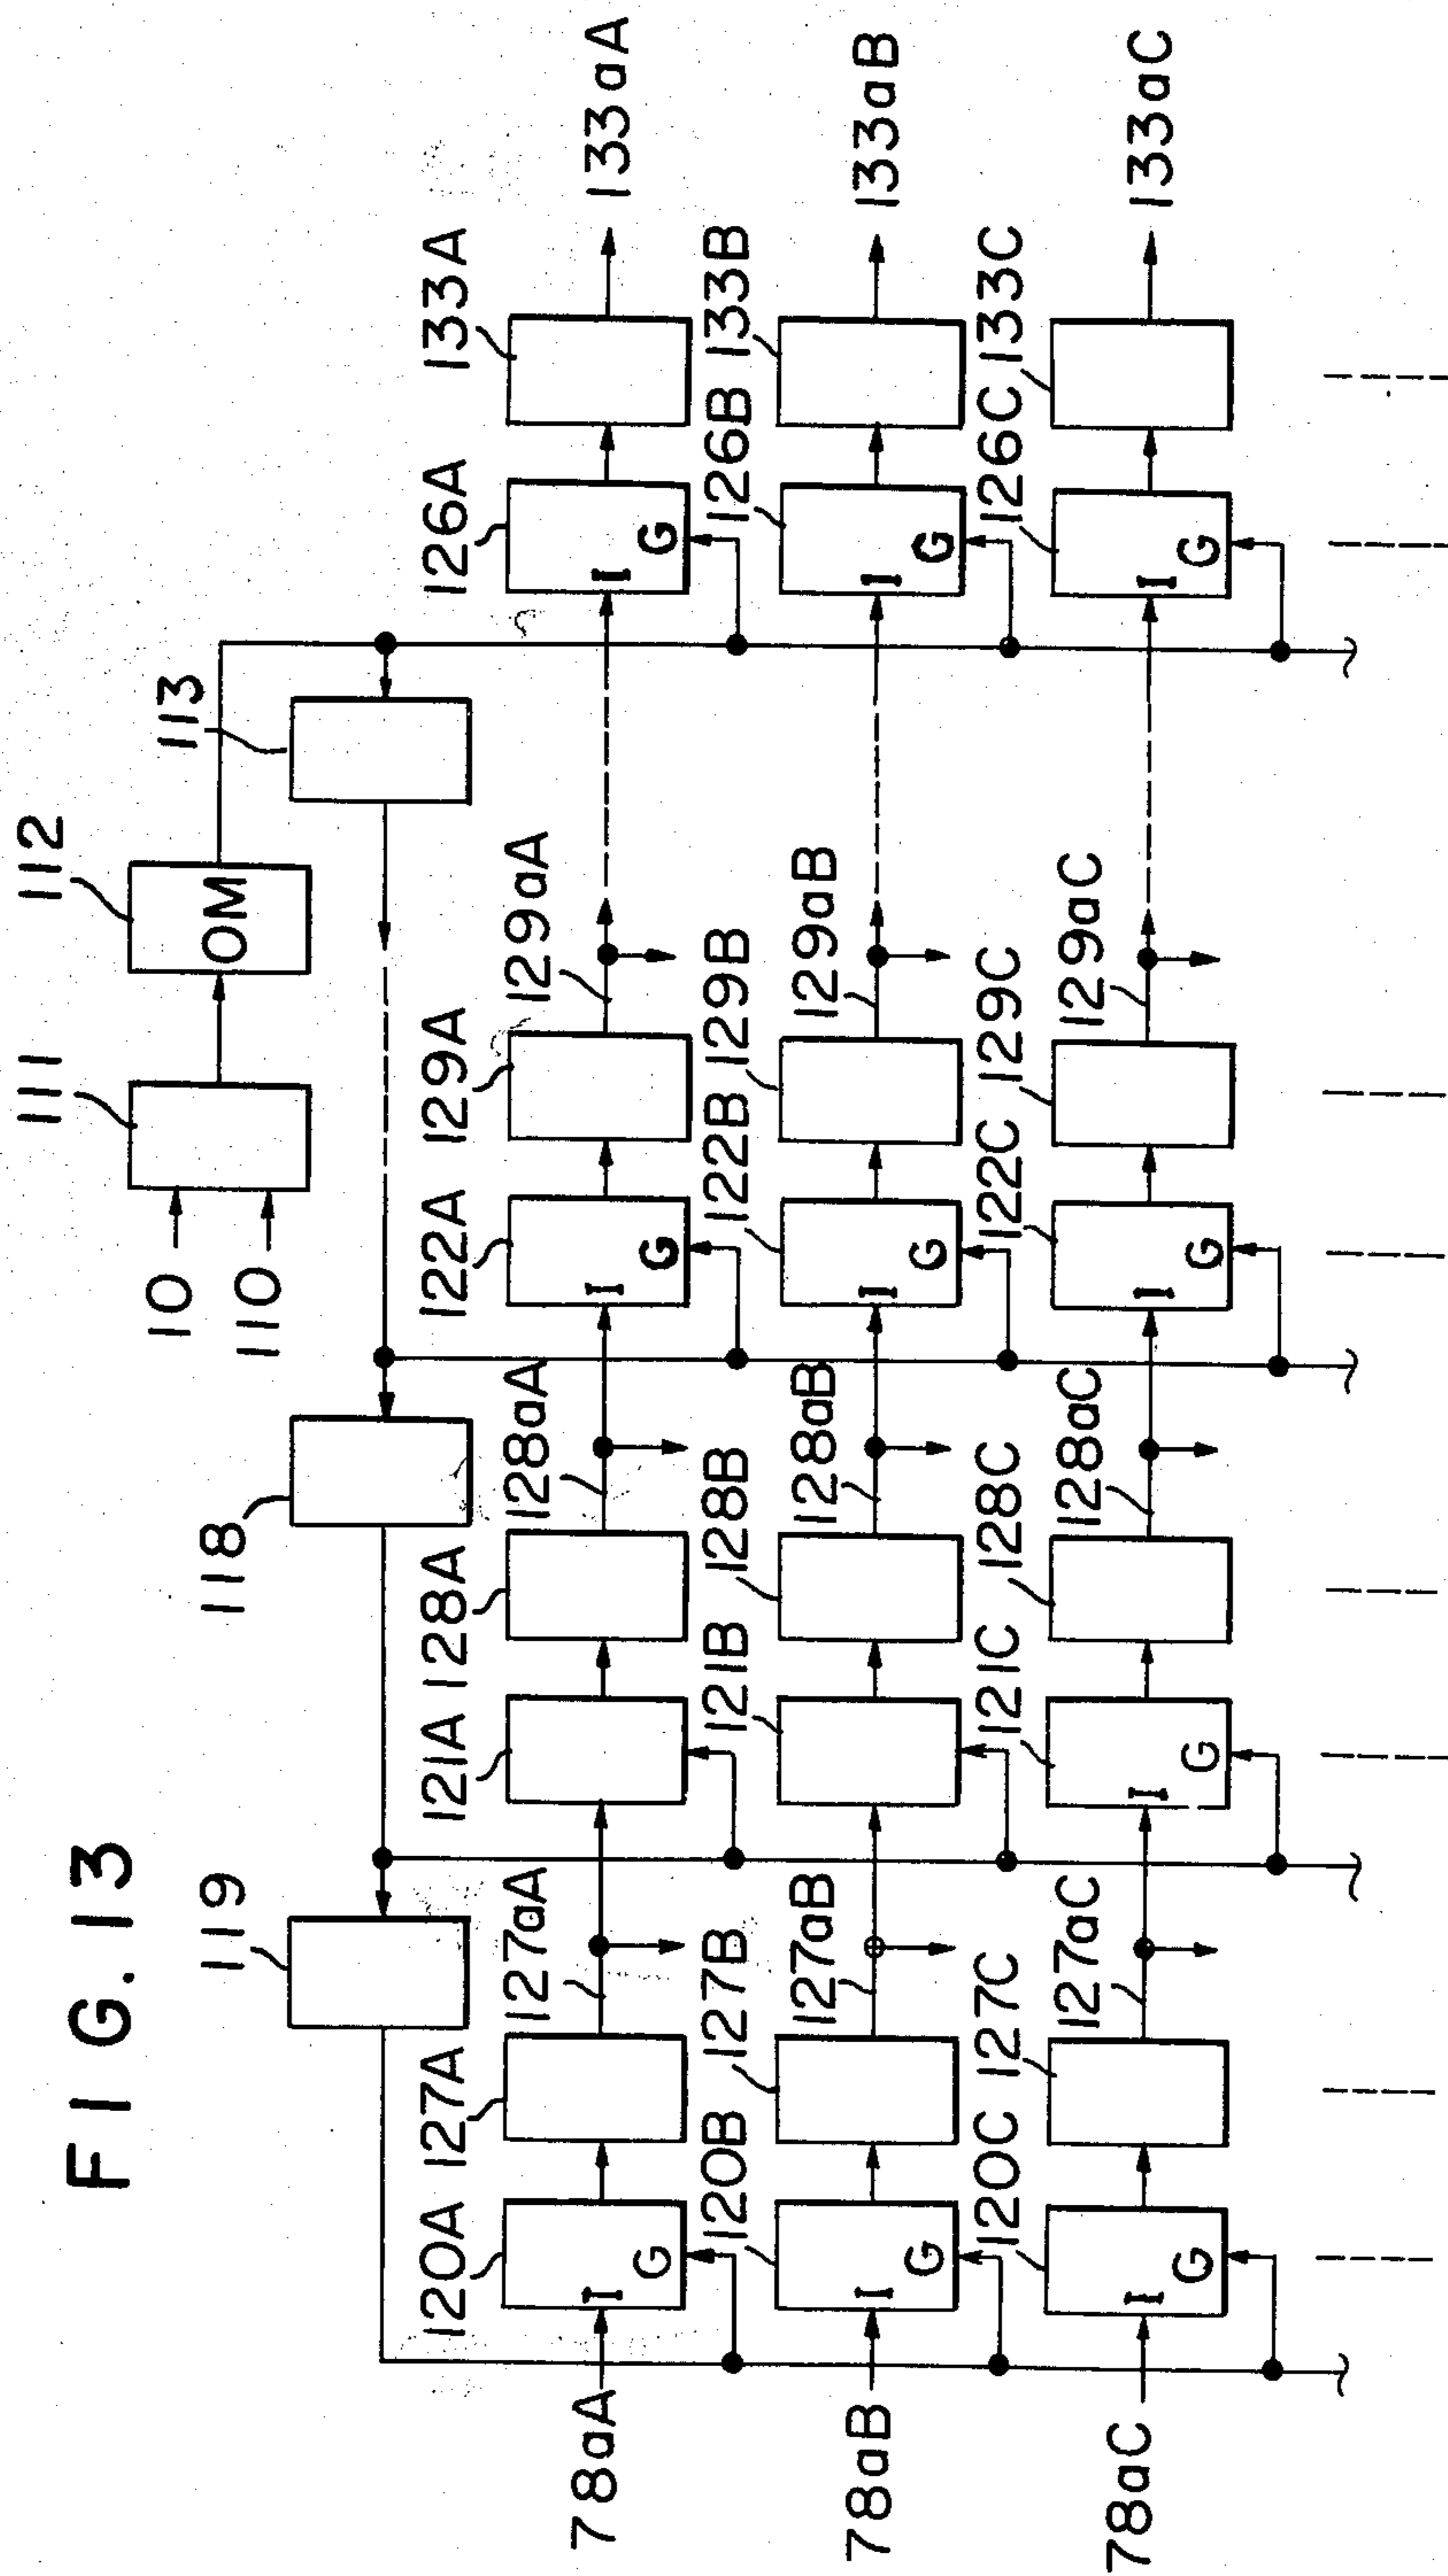 FIG. 13
10
110
111
112
OM
113
118
119
120A
127A
121A
128A
122A
129A
126A
133A
78aA
I
G
127aA
128aA
I
G
129aA
I
G
133aA
120B
127B
121B
128B
122B
129B
126B
133B
78aB
I
G
127aB
128aB
I
G
129aB
I
G
133aB
120C
127C
121C
128C
122C
129C
126C
133C
78aC
I
G
127aC
I
G
128aC
I
G
129aC
I
G
133aC